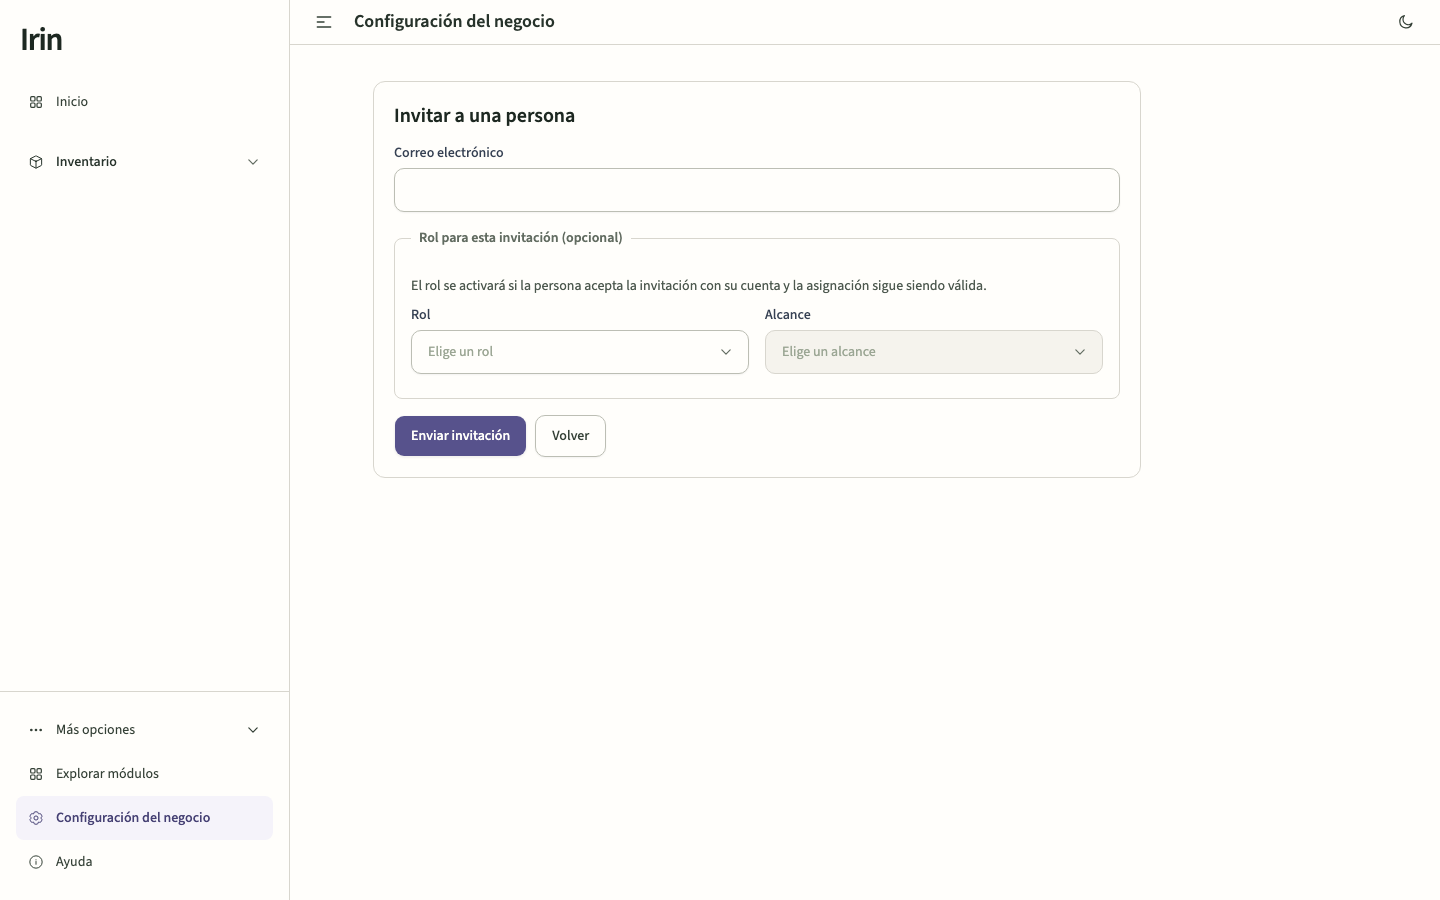 Irin
Inicio
Inventario
Más opciones
Explorar módulos
Configuración del negocio
Ayuda
Configuración del negocio
Invitar a una persona
Correo electrónico
Rol para esta invitación (opcional)
El rol se activará si la persona acepta la invitación con su cuenta y la asignación sigue siendo válida.
Rol
Alcance
Elige un rol
Elige un alcance
Enviar invitación
Volver